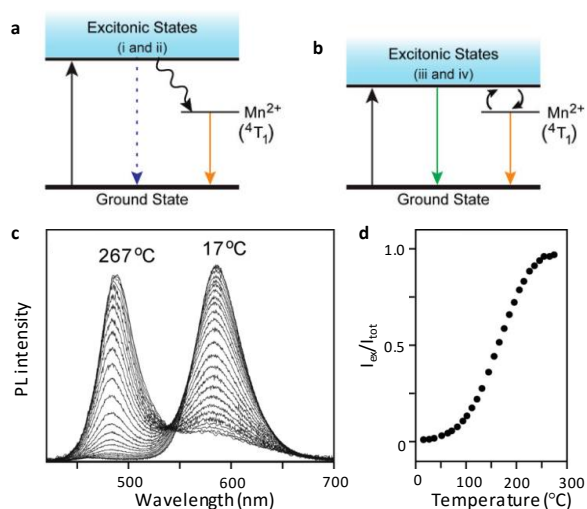 a
Excitonic States
(i and ii)
Mn²⁺
(⁴T₁)
Ground State
b
Excitonic States
(iii and iv)
Mn²⁺
(⁴T₁)
Ground State
c
267 °C
17 °C
PL intensity
500
600
700
Wavelength (nm)
d
1.0
0.5
0
Iₑₓ/Iₜₒₜ
0
100
200
300
Temperature (°C)